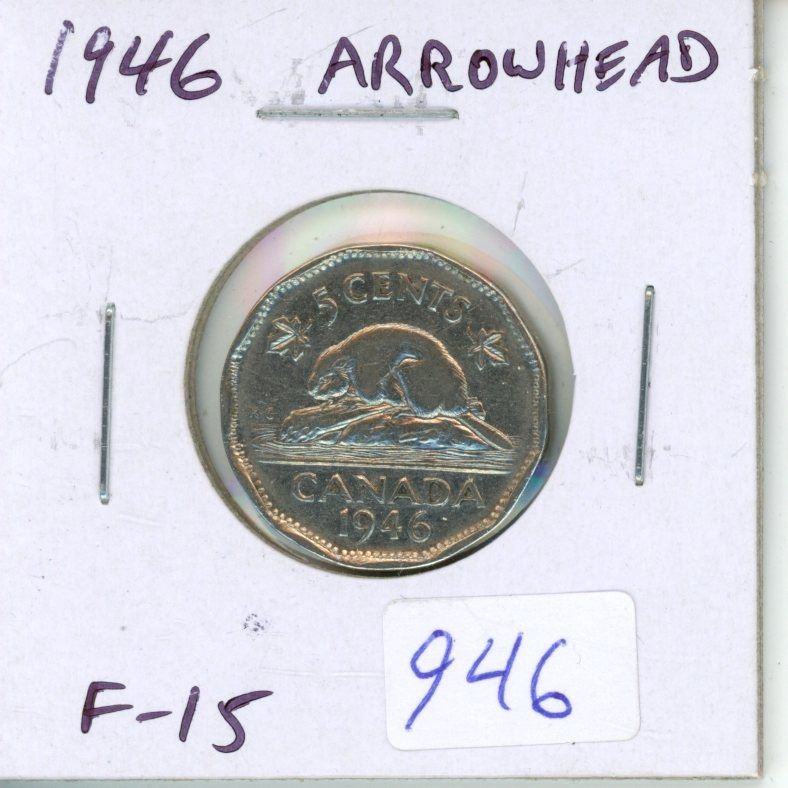 1946 ARROWHEAD
5 CENTS
K·G
CANADA
1946
F-15
946